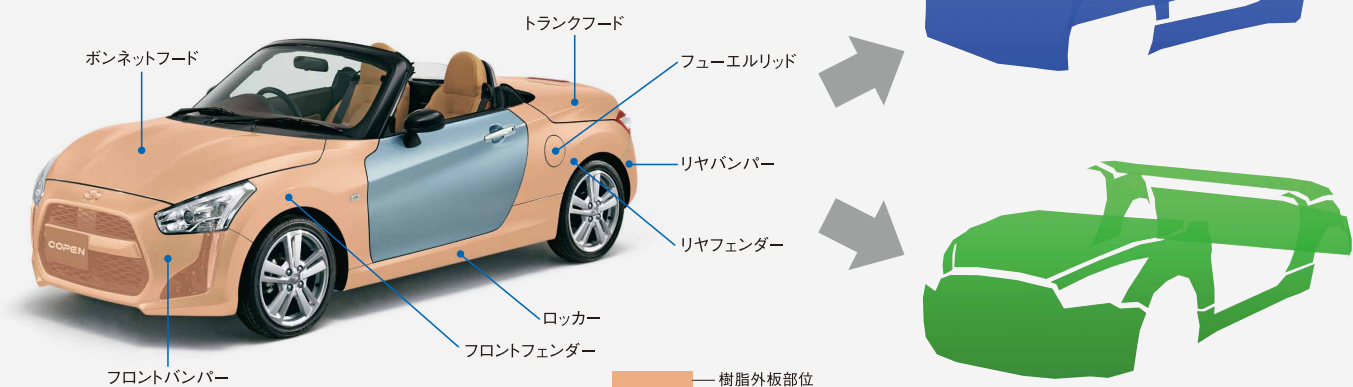 トランクフード
ボンネットフード
フューエルリッド
リヤバンパー
COPEN
リヤフェンダー
ロッカー
フロントフェンダー
フロントバンパー
樹脂外板部位